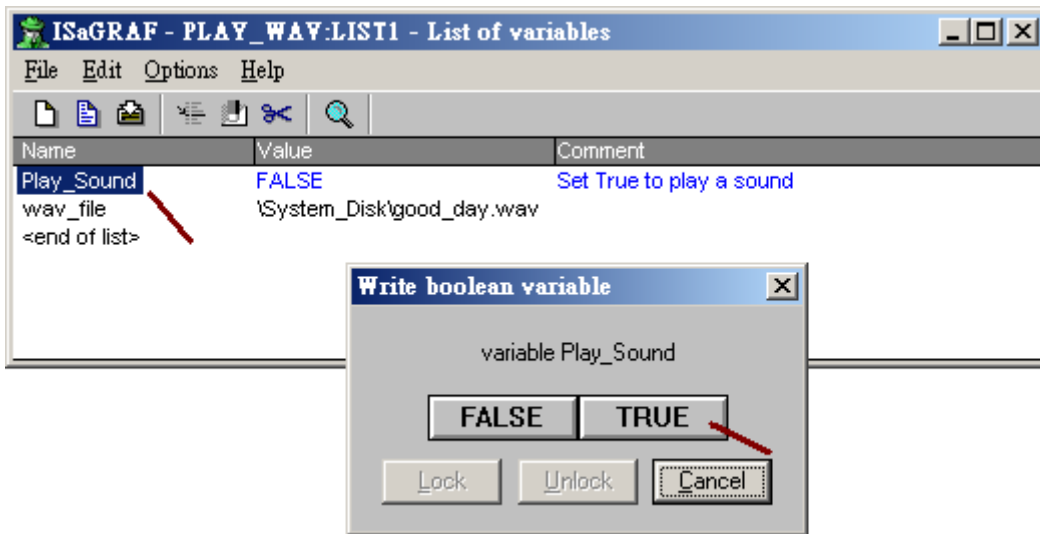 ISaGRAF - PLAY_WAV:LIST1 - List of variables
File Edit Options Help
Name Value Comment
Play_Sound FALSE Set True to play a sound
wav_file \System_Disk\good_day.wav
<end of list>
Write boolean variable
variable Play_Sound
FALSE TRUE
Lock Unlock Cancel